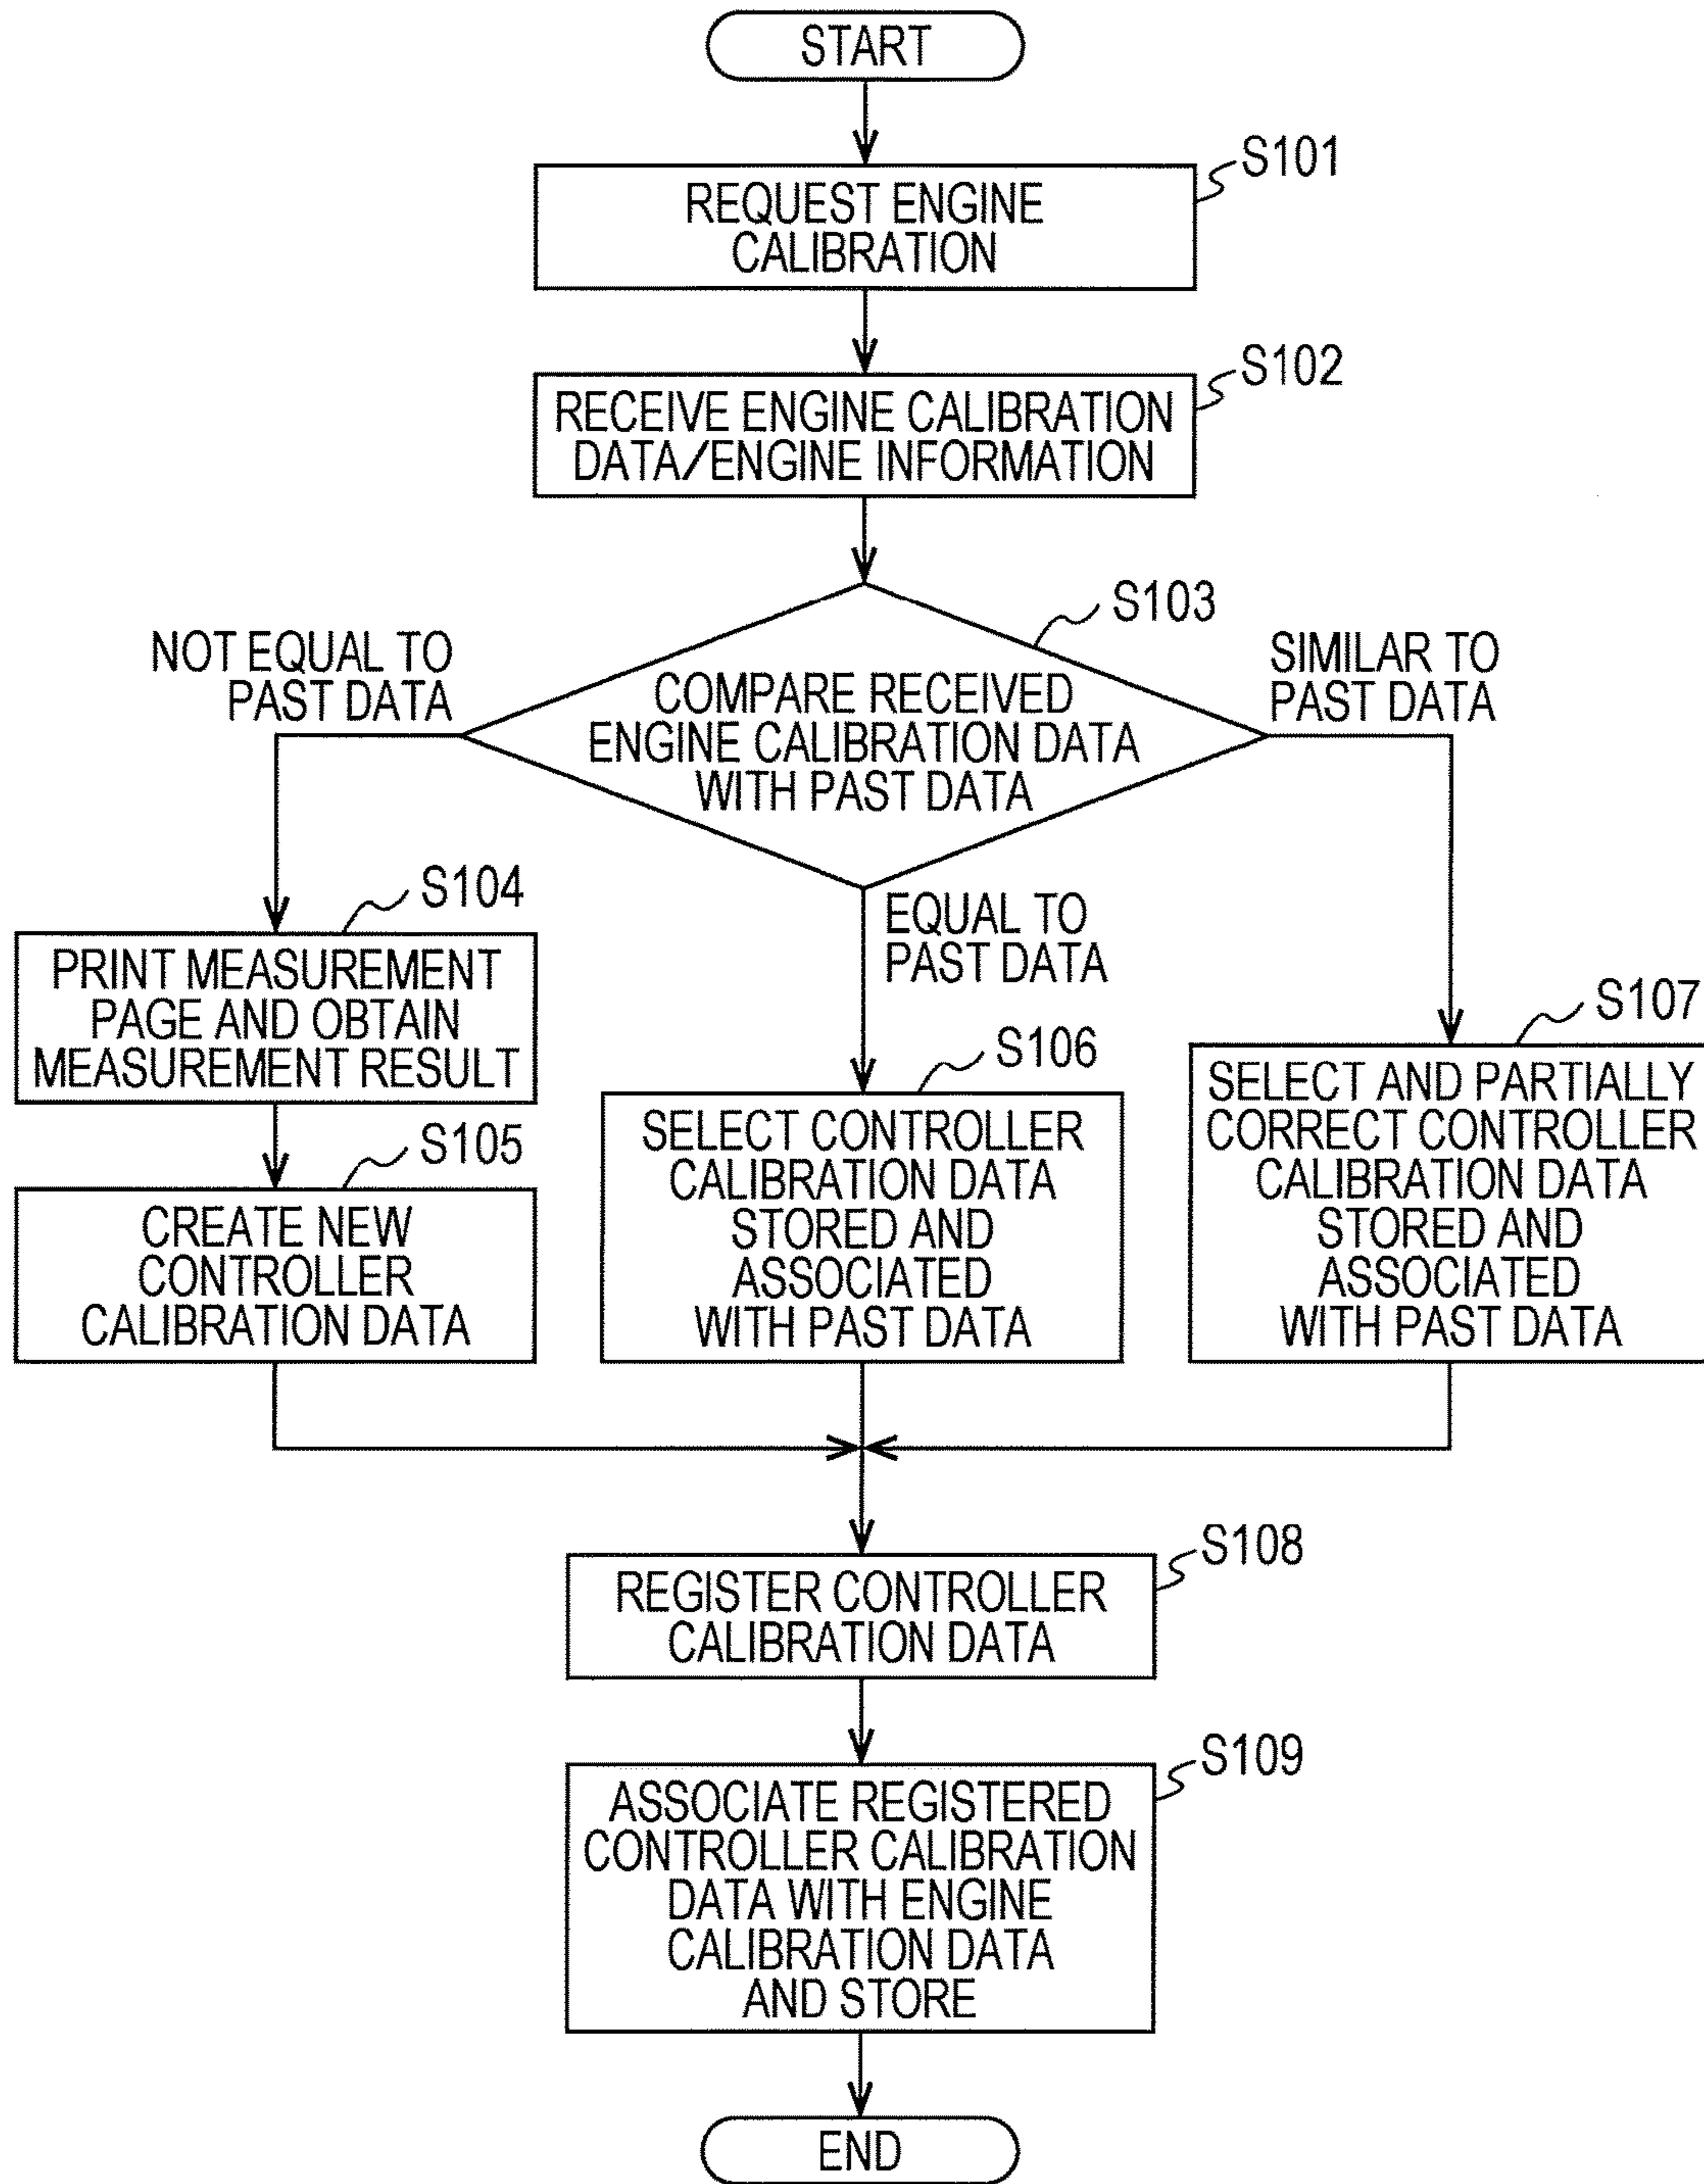 START
S101
REQUEST ENGINE
CALIBRATION
S102
RECEIVE ENGINE CALIBRATION
DATA/ENGINE INFORMATION
S103
NOT EQUAL TO
PAST DATA
COMPARE RECEIVED
ENGINE CALIBRATION DATA
WITH PAST DATA
SIMILAR TO
PAST DATA
EQUAL TO
PAST DATA
S104
PRINT MEASUREMENT
PAGE AND OBTAIN
MEASUREMENT RESULT
S105
CREATE NEW
CONTROLLER
CALIBRATION DATA
S106
SELECT CONTROLLER
CALIBRATION DATA
STORED AND
ASSOCIATED
WITH PAST DATA
S107
SELECT AND PARTIALLY
CORRECT CONTROLLER
CALIBRATION DATA
STORED AND
ASSOCIATED
WITH PAST DATA
S108
REGISTER CONTROLLER
CALIBRATION DATA
S109
ASSOCIATE REGISTERED
CONTROLLER CALIBRATION
DATA WITH ENGINE
CALIBRATION DATA
AND STORE
END